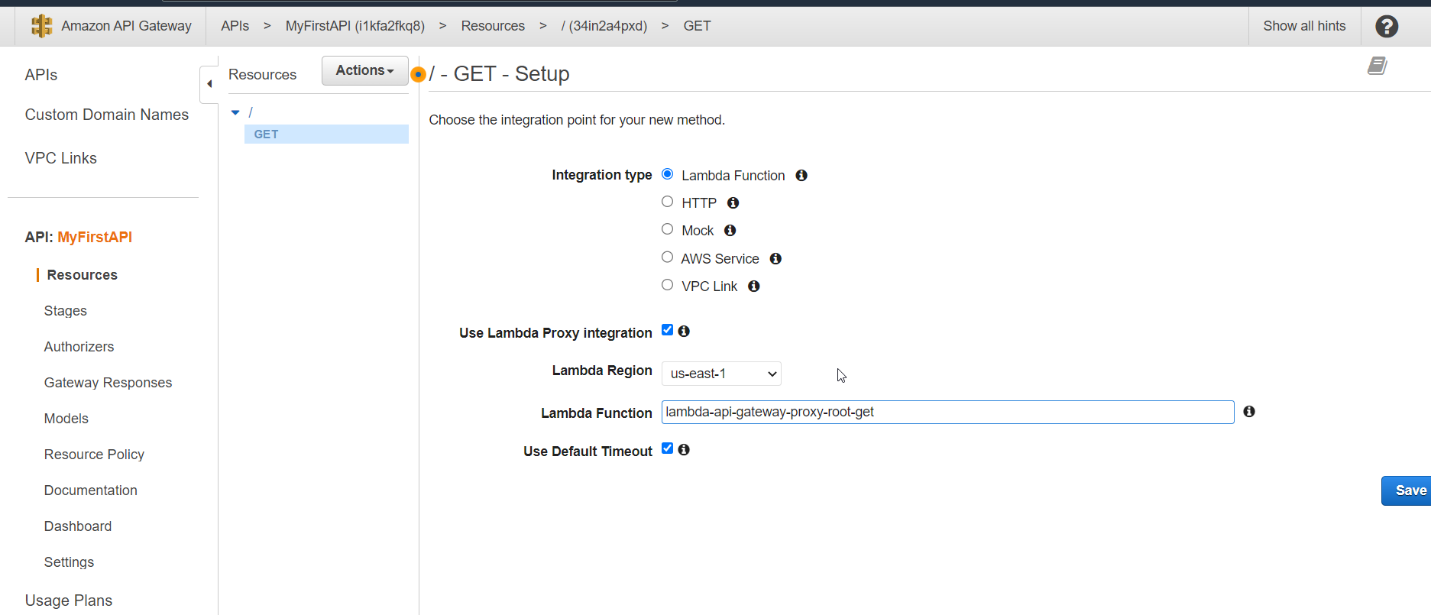 Amazon API Gateway APIs > MyFirstAPI (i1kfa2fkq8) > Resources > / (34in2a4pxd) > GET Show all hints ?
APIs
Custom Domain Names
VPC Links
API: MyFirstAPI
Resources
Stages
Authorizers
Gateway Responses
Models
Resource Policy
Documentation
Dashboard
Settings
Usage Plans
Resources Actions
/
GET
/ - GET - Setup
Choose the integration point for your new method.
Integration type Lambda Function
HTTP
Mock
AWS Service
VPC Link
Use Lambda Proxy integration
Lambda Region us-east-1
Lambda Function lambda-api-gateway-proxy-root-get
Use Default Timeout
Save